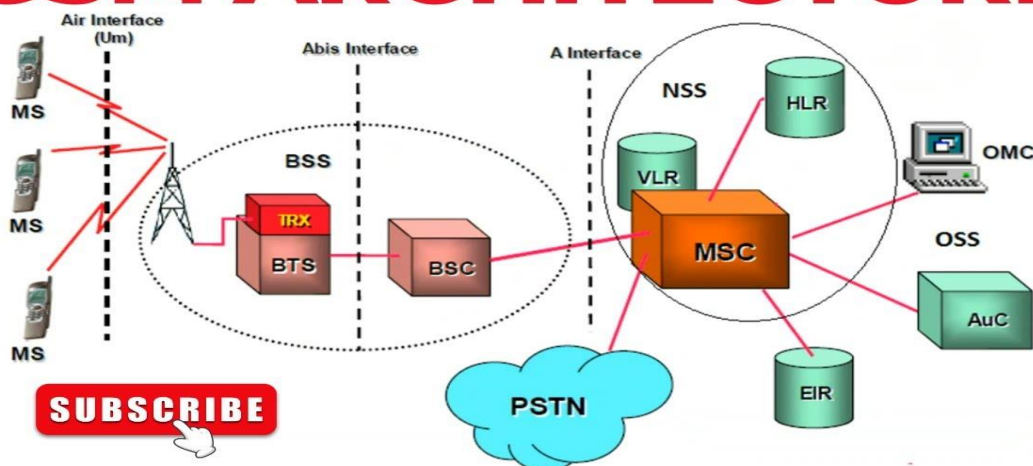 ARCHITECTURE
Air Interface
(Um)
Abis Interface
A Interface
MS
MS
MS
BSS
TRX
BTS
BSC
NSS
HLR
VLR
MSC
OMC
OSS
AuC
EIR
PSTN
SUBSCRIBE